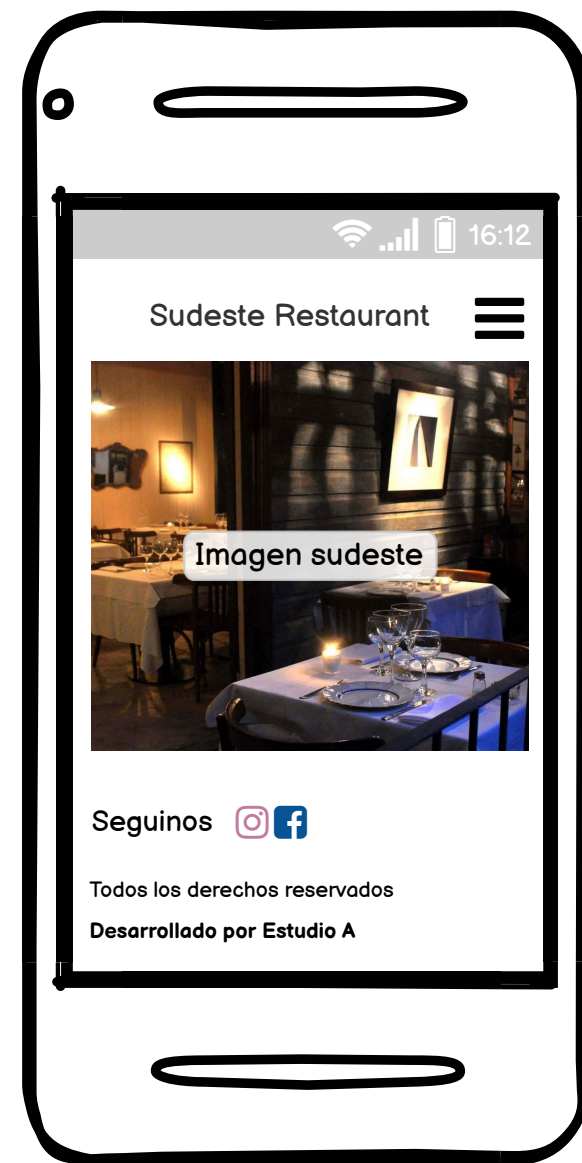 16:12
Sudeste Restaurant
Imagen sudeste
Seguinos
Todos los derechos reservados
Desarrollado por Estudio A